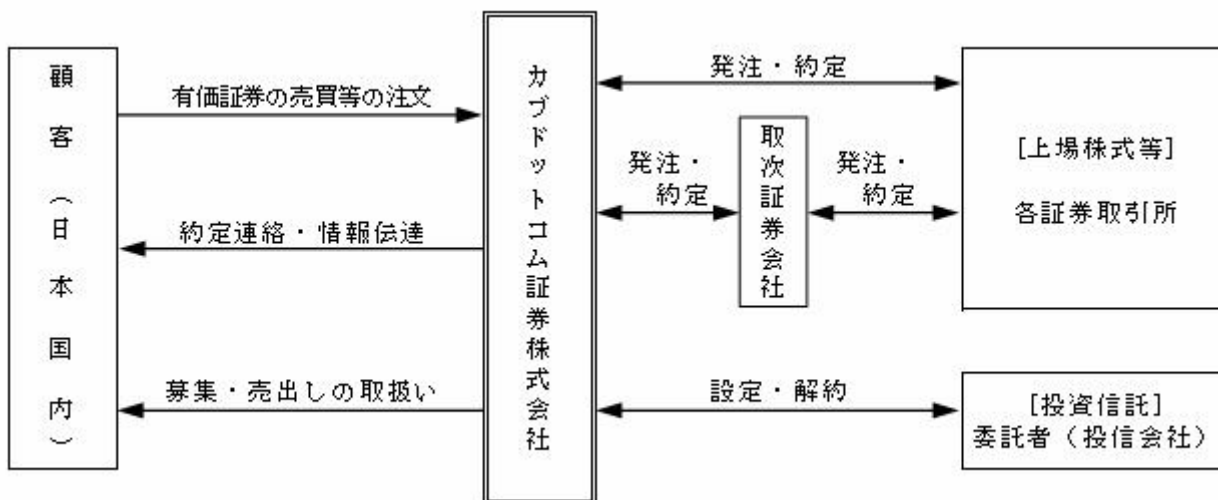 顧客（日本国内）
有価証券の売買等の注文
約定連絡・情報伝達
募集・売出しの取扱い
カブドットコム証券株式会社
発注・約定
発注・
約定
取次証券会社
発注・
約定
[上場株式等]
各証券取引所
設定・解約
[投資信託]
委託者（投信会社）